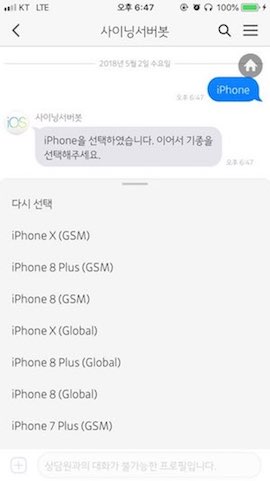 KT LTE 오후 6:47
사이닝서버봇
2018년 5월 2일 수요일
오후 6:47 iPhone
iOS 사이닝서버봇
iPhone을 선택하였습니다. 이어서 기종을
선택해주세요.
오후 6:47
다시 선택
iPhone X (GSM)
iPhone 8 Plus (GSM)
iPhone 8 (GSM)
iPhone X (Global)
iPhone 8 Plus (Global)
iPhone 8 (Global)
iPhone 7 Plus (GSM)
상담원과의 대화가 불가능한 프로필입니다.